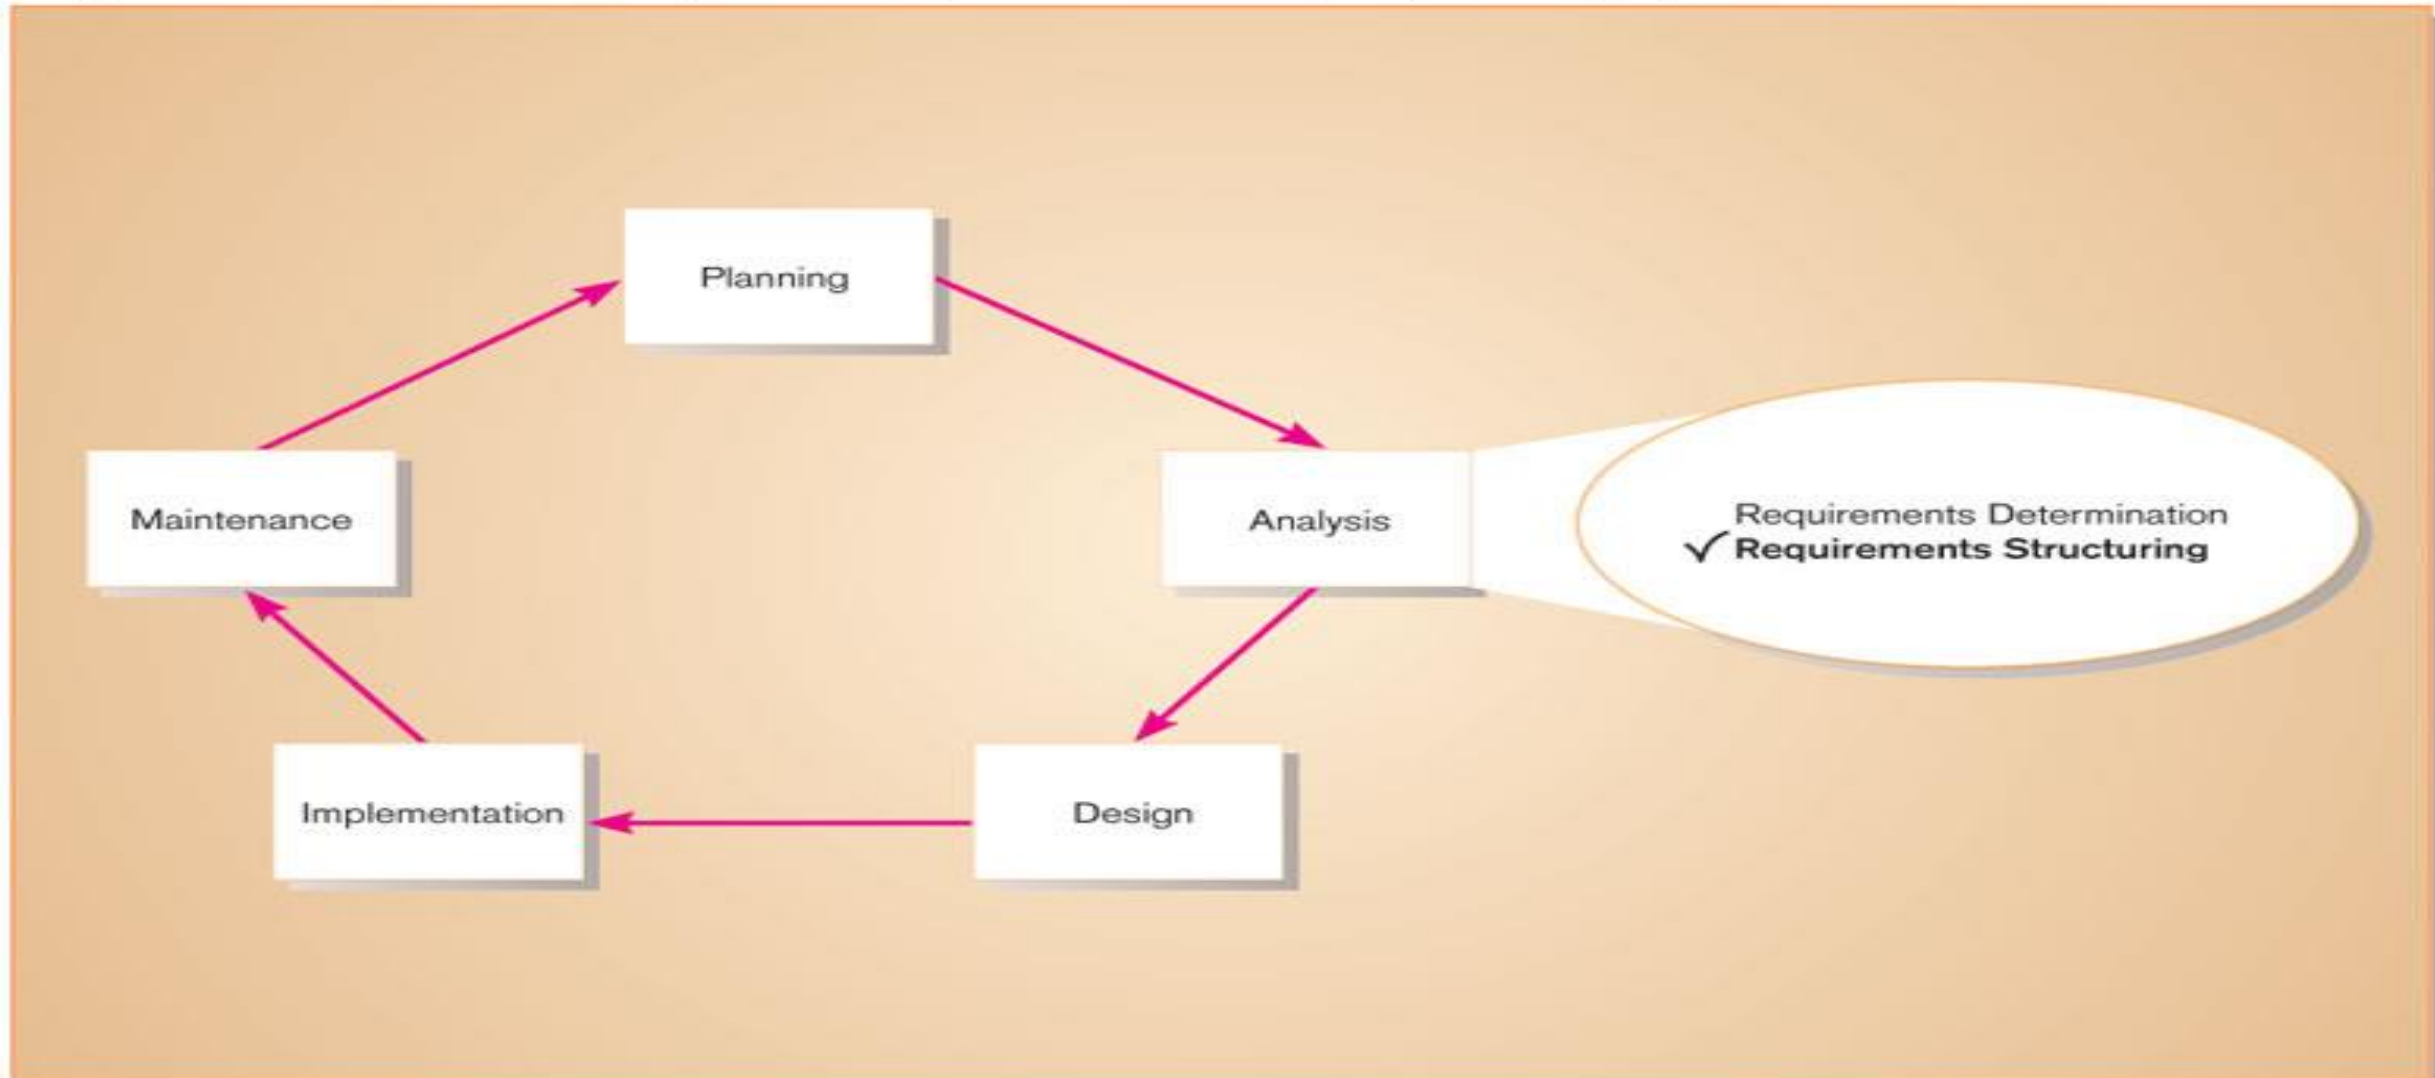 Planning
Maintenance
Analysis
Requirements Determination
✓ Requirements Structuring
Implementation
Design